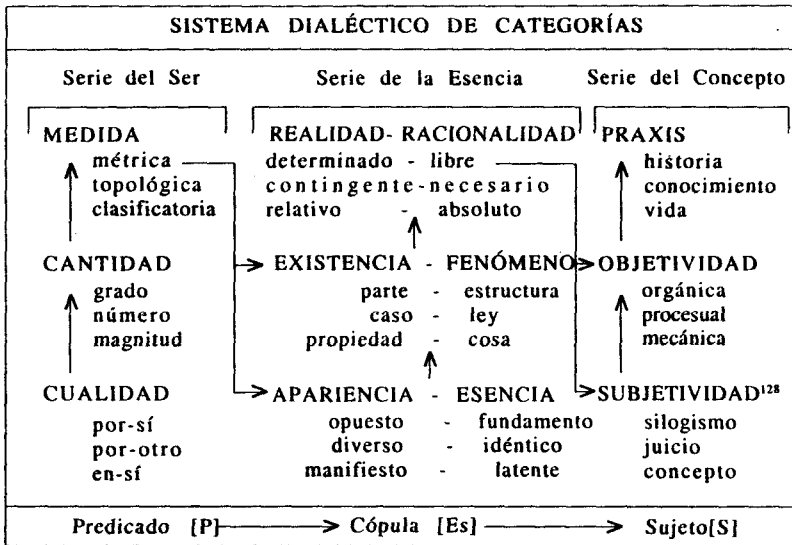 SISTEMA DIALÉCTICO DE CATEGORÍAS
Serie del Ser Serie de la Esencia Serie del Concepto
MEDIDA REALIDAD-RACIONALIDAD PRAXIS
métrica determinado - libre historia
topológica contingente-necesario conocimiento
clasificatoria relativo - absoluto vida
CANTIDAD EXISTENCIA - FENÓMENO OBJETIVIDAD
grado parte - estructura orgánica
número caso - ley procesual
magnitud propiedad - cosa mecánica
CUALIDAD APARIENCIA - ESENCIA SUBJETIVIDAD¹²⁸
por-sí opuesto - fundamento silogismo
por-otro diverso - idéntico juicio
en-sí manifiesto - latente concepto
Predicado [P] Cópula [Es] Sujeto[S]